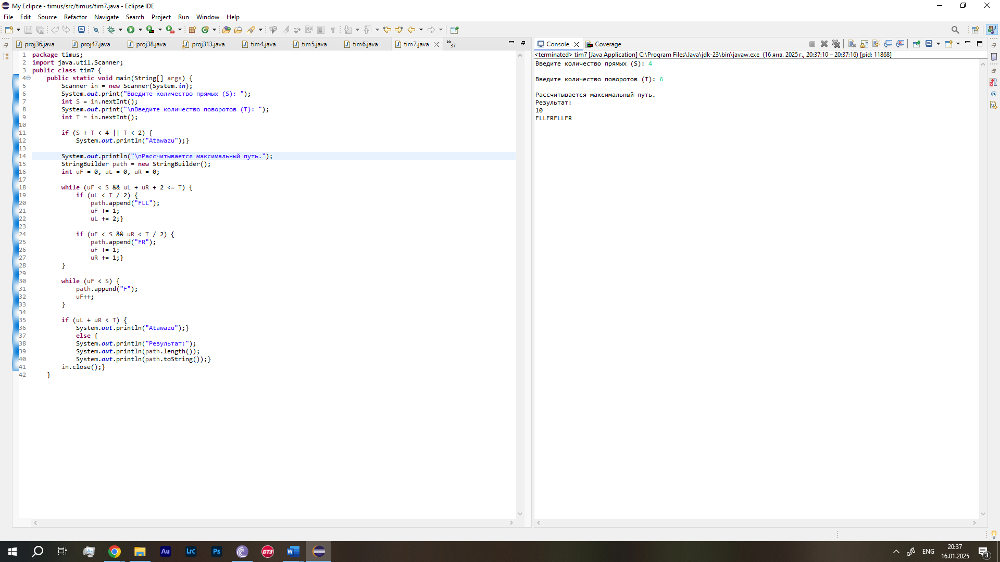 My Eclipce - timus/src/timus/tim7.java - Eclipse IDE
File Edit Source Refactor Navigate Search Project Run Window Help
proj36.java proj47.java proj38.java proj313.java tim4.java tim5.java tim6.java tim7.java 37
1 package timus;
2 import java.util.Scanner;
3 public class tim7 {
4 public static void main(String[] args) {
5 Scanner in = new Scanner(System.in);
6 System.out.print("Введите количество прямых (S): ");
7 int S = in.nextInt();
8 System.out.print("\nВведите количество поворотов (T): ");
9 int T = in.nextInt();
10
11 if (S + T < 4 || T < 2) {
12 System.out.println("Atawazu");}
13
14 System.out.println("\nРассчитывается максимальный путь.");
15 StringBuilder path = new StringBuilder();
16 int uF = 0, uL = 0, uR = 0;
17
18 while (uF < S && uL + uR + 2 <= T) {
19 if (uL < T / 2) {
20 path.append("FLL");
21 uF += 1;
22 uL += 2;}
23
24 if (uF < S && uR < T / 2) {
25 path.append("FR");
26 uF += 1;
27 uR += 1;}
28 }
29
30 while (uF < S) {
31 path.append("F");
32 uF++;
33 }
34
35 if (uL + uR < T) {
36 System.out.println("Atawazu");}
37 else {
38 System.out.println("Результат:");
39 System.out.println(path.length());
40 System.out.println(path.toString());}
41 in.close();}
42 }
Console Coverage
<terminated> tim7 [Java Application] C:\Program Files\Java\jdk-23\bin\javaw.exe (16 янв. 2025 г., 20:37:10 – 20:37:16) [pid: 11868]
Введите количество прямых (S): 4
Введите количество поворотов (T): 6
Рассчитывается максимальный путь.
Результат:
10
FLLFRFLLFR
Au Lrc Ps GT3 W
ENG
20:37
16.01.2025
3